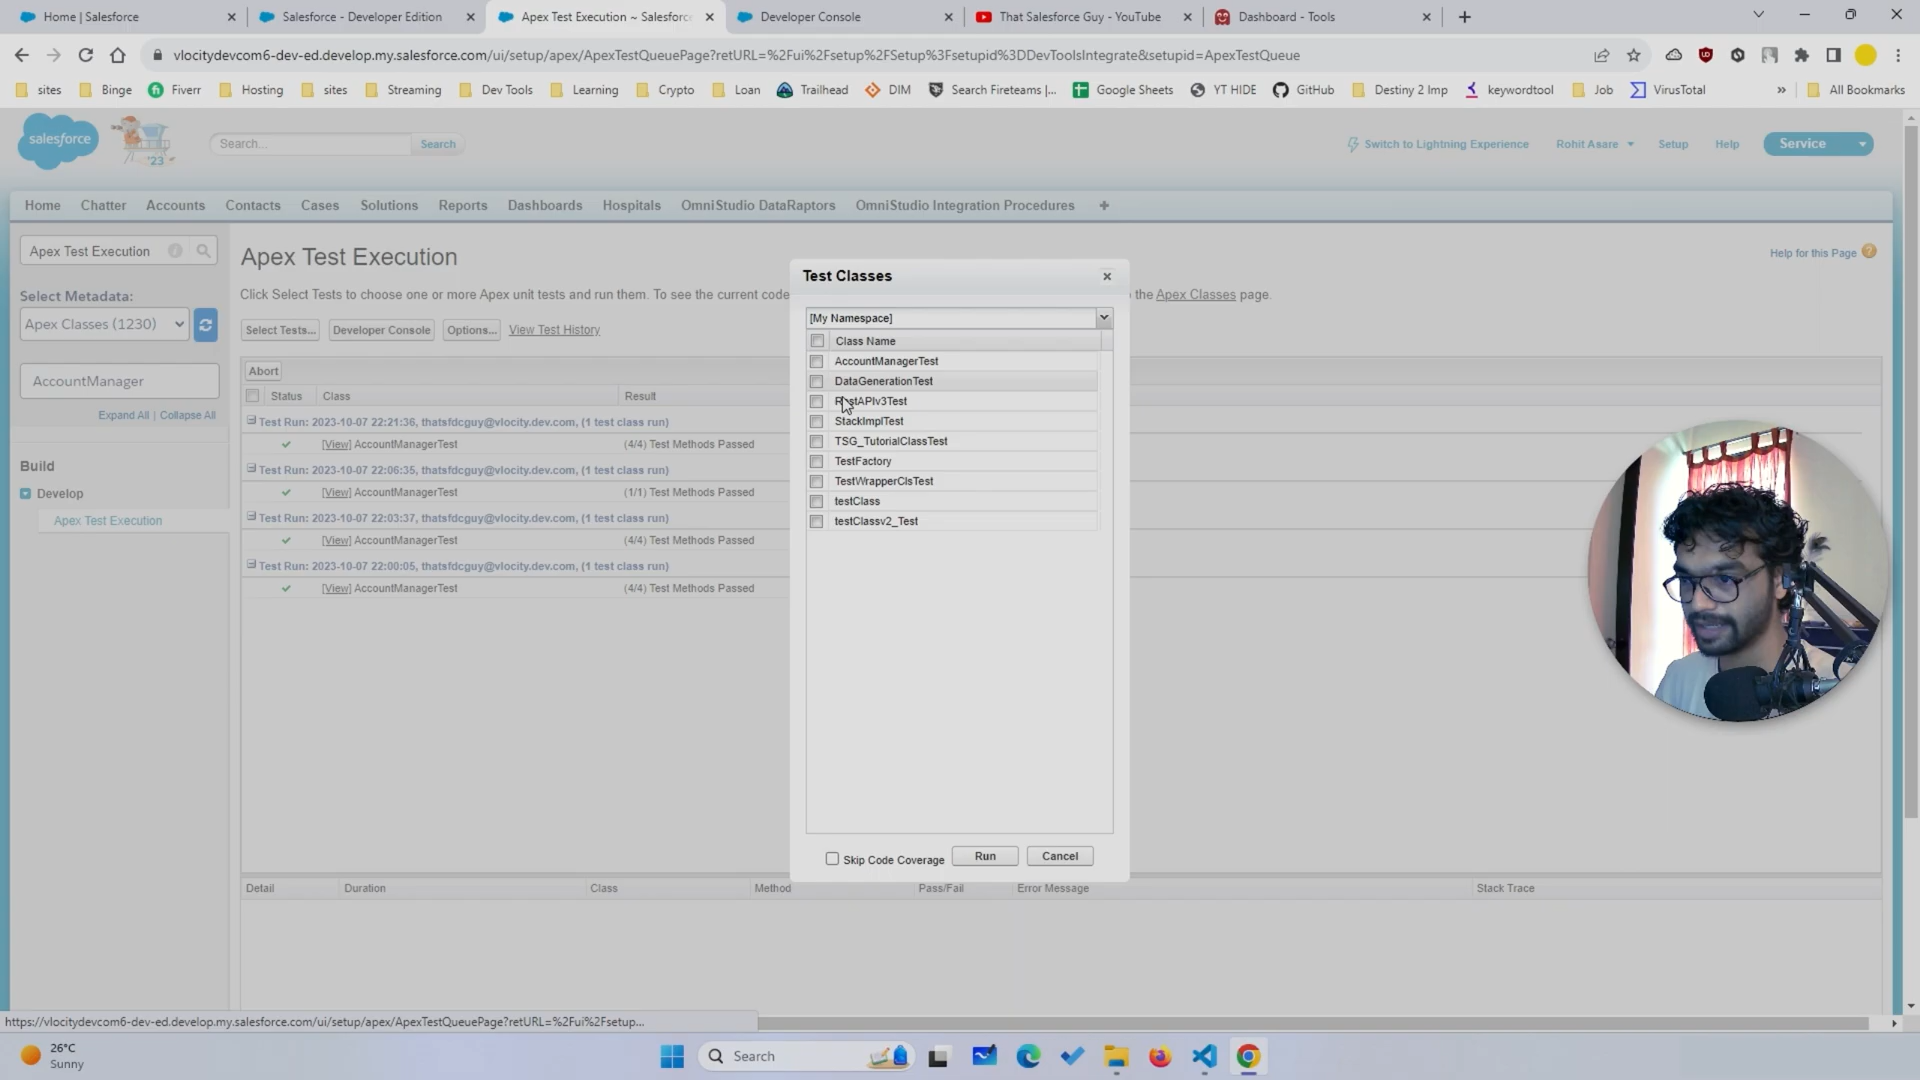 Home | Salesforce
Salesforce - Developer Edition
Apex Test Execution ~ Salesforc
Developer Console
That Salesforce Guy - YouTube
Dashboard - Tools
vlocitydevcom6-dev-ed.develop.my.salesforce.com/ui/setup/apex/ApexTestQueuePage?retURL=%2Fui%2Fsetup%2FSetup%3Fsetupid%3DDevToolsIntegrate&setupid=ApexTestQueue
sites Binge Fiverr Hosting sites Streaming Dev Tools Learning Crypto Loan Trailhead DIM Search Fireteams |... Google Sheets YT HIDE GitHub Destiny 2 Imp keywordtool Job VirusTotal » All Bookmarks
salesforce
'23
Search...
Search
Switch to Lightning Experience
Rohit Asare
Setup
Help
Service
Home Chatter Accounts Contacts Cases Solutions Reports Dashboards Hospitals OmniStudio DataRaptors OmniStudio Integration Procedures +
Apex Test Execution
Select Metadata:
Apex Classes (1230)
AccountManager
Expand All | Collapse All
Build
Develop
Apex Test Execution
Apex Test Execution
Help for this Page
Click Select Tests to choose one or more Apex unit tests and run them. To see the current code
the Apex Classes page.
Select Tests...
Developer Console
Options...
View Test History
Abort
Status Class Result
Test Run: 2023-10-07 22:21:36, thatsfdcguy@vlocity.dev.com, (1 test class run)
[View] AccountManagerTest (4/4) Test Methods Passed
Test Run: 2023-10-07 22:06:35, thatsfdcguy@vlocity.dev.com, (1 test class run)
[View] AccountManagerTest (1/1) Test Methods Passed
Test Run: 2023-10-07 22:03:37, thatsfdcguy@vlocity.dev.com, (1 test class run)
[View] AccountManagerTest (4/4) Test Methods Passed
Test Run: 2023-10-07 22:00:05, thatsfdcguy@vlocity.dev.com, (1 test class run)
[View] AccountManagerTest (4/4) Test Methods Passed
Test Classes
[My Namespace]
Class Name
AccountManagerTest
DataGenerationTest
RestAPIv3Test
StackImplTest
TSG_TutorialClassTest
TestFactory
TestWrapperClsTest
testClass
testClassv2_Test
Skip Code Coverage
Run
Cancel
Detail Duration Class Method Pass/Fail Error Message Stack Trace
https://vlocitydevcom6-dev-ed.develop.my.salesforce.com/ui/setup/apex/ApexTestQueuePage?retURL=%2Fui%2Fsetup...
26°C
Sunny
Search